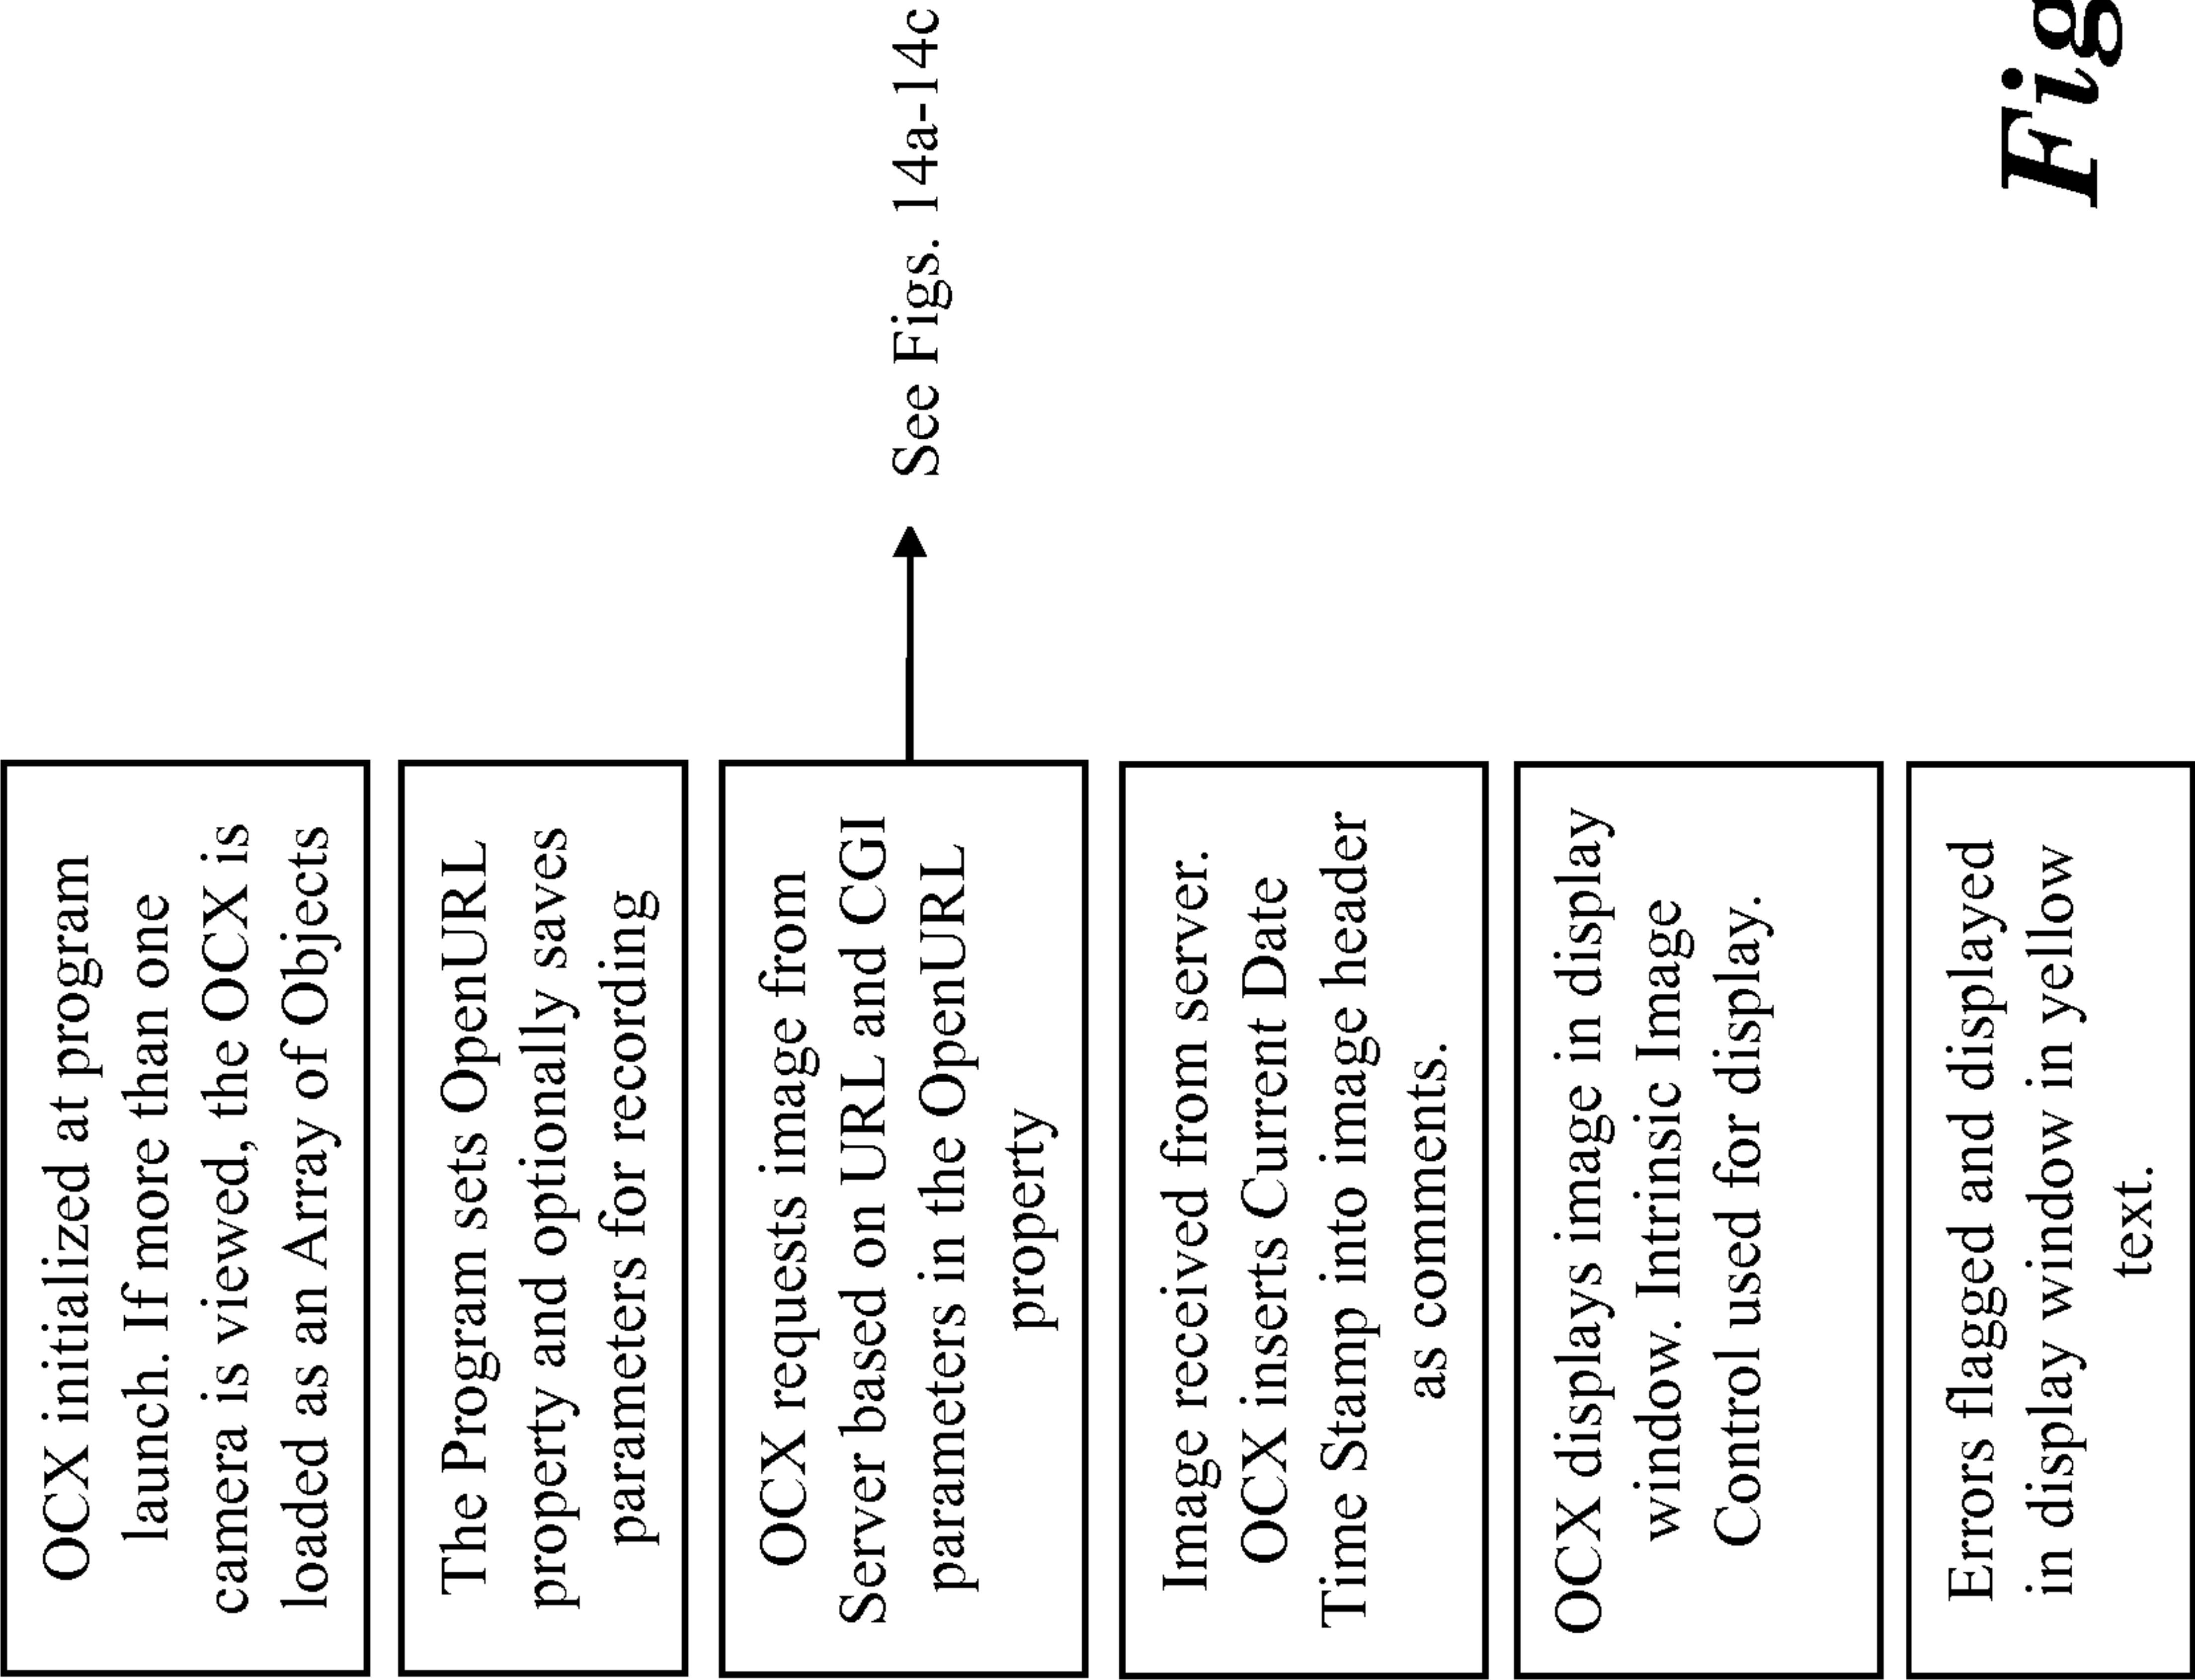 OCX initialized at program
launch. If more than one
camera is viewed, the OCX is
loaded as an Array of Objects
The Program sets OpenURL
property and optionally saves
parameters for recording
OCX requests image from
Server based on URL and CGI
parameters in the OpenURL
property
See Figs. 14a-14c
Image received from server.
OCX inserts Current Date
Time Stamp into image header
as comments.
OCX displays image in display
window. Intrinsic Image
Control used for display.
Errors flagged and displayed
in display window in yellow
text.
Fig